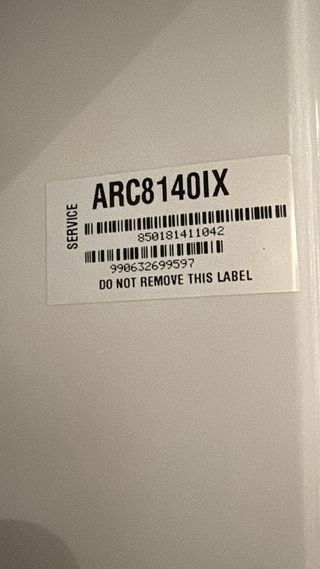 ARC8140IX
SERVICE
850181411042
990632699597
DO NOT REMOVE THIS LABEL